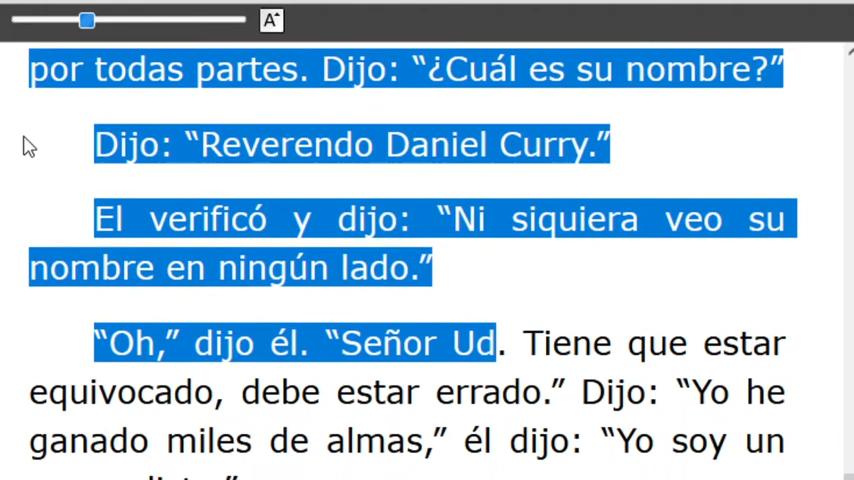 A
por todas partes. Dijo: “¿Cuál es su nombre?”
Dijo: “Reverendo Daniel Curry.”
El verificó y dijo: “Ni siquiera veo su
nombre en ningún lado.”
“Oh,” dijo él. “Señor Ud. Tiene que estar
equivocado, debe estar errado.” Dijo: “Yo he
ganado miles de almas,” él dijo: “Yo soy un